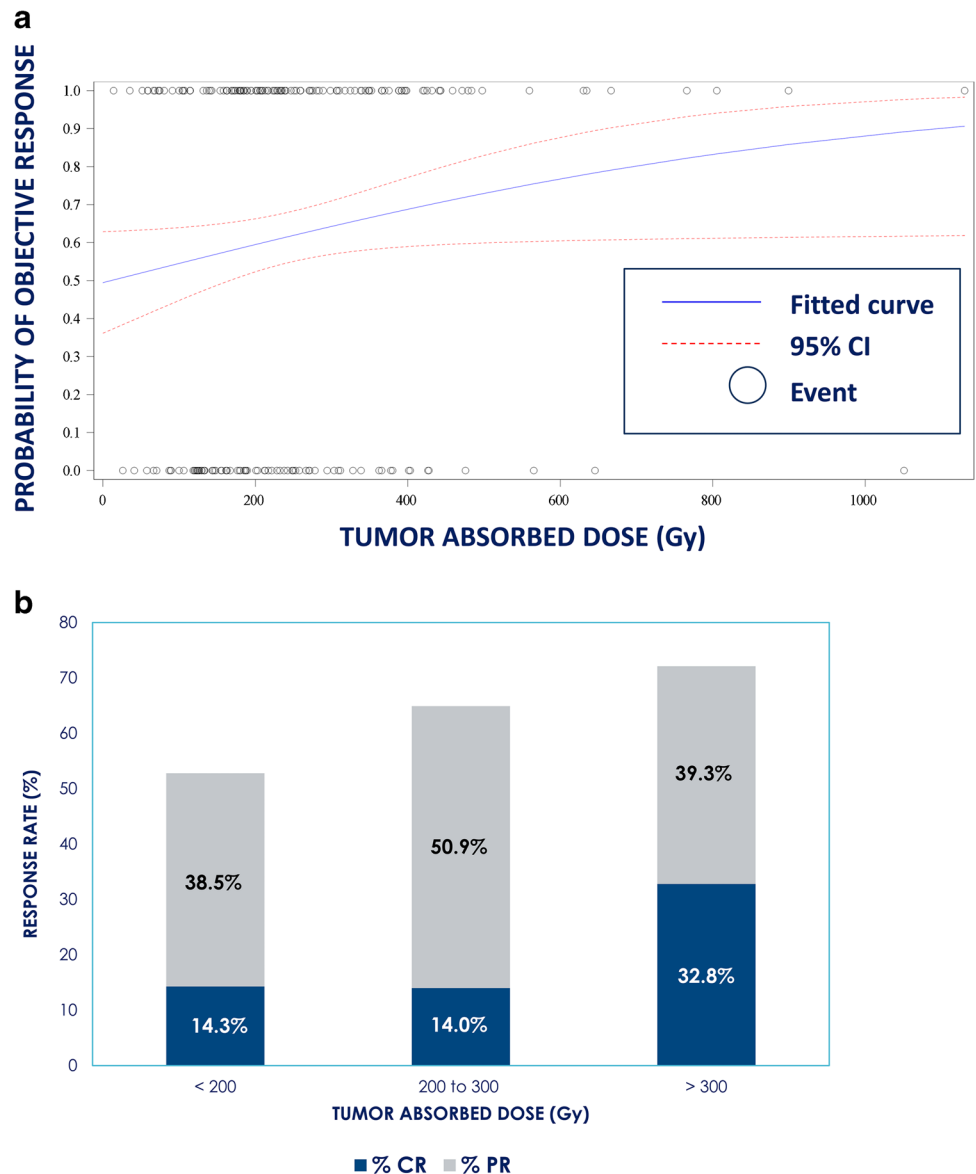 a
PROBABILITY OF OBJECTIVE RESPONSE
1.0
0.9
0.8
0.7
0.6
0.5
0.4
0.3
0.2
0.1
0.0
Fitted curve
95% CI
Event
0 200 400 600 800 1000
TUMOR ABSORBED DOSE (Gy)
b
RESPONSE RATE (%)
80
70
60
50
40
30
20
10
0
38.5%
14.3%
50.9%
14.0%
39.3%
32.8%
< 200 200 to 300 > 300
TUMOR ABSORBED DOSE (Gy)
% CR % PR